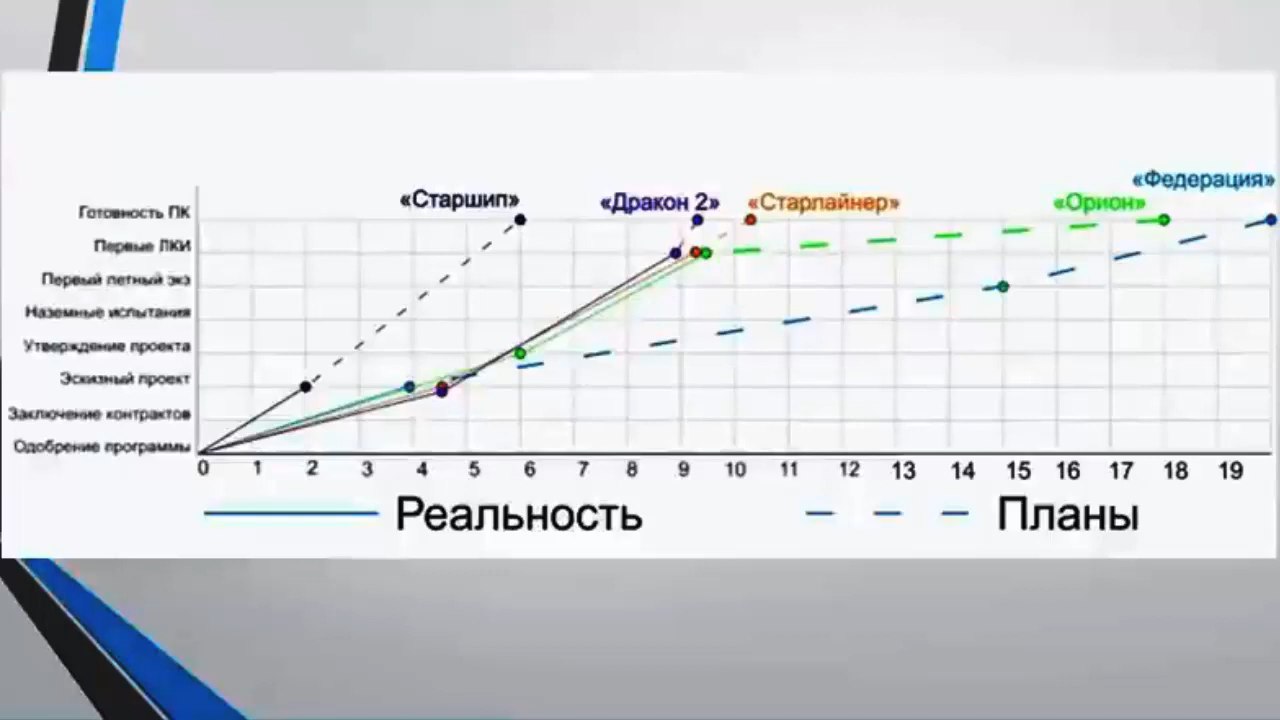 «Федерация»
«Старшип» «Дракон 2» «Старлайнер» «Орион»
Готовность ПК
Первые ЛКИ
Первый летный экз
Наземные испытания
Утверждение проекта
Эскизный проект
Заключение контрактов
Одобрение программы
0 1 2 3 4 5 6 7 8 9 10 11 12 13 14 15 16 17 18 19
Реальность Планы